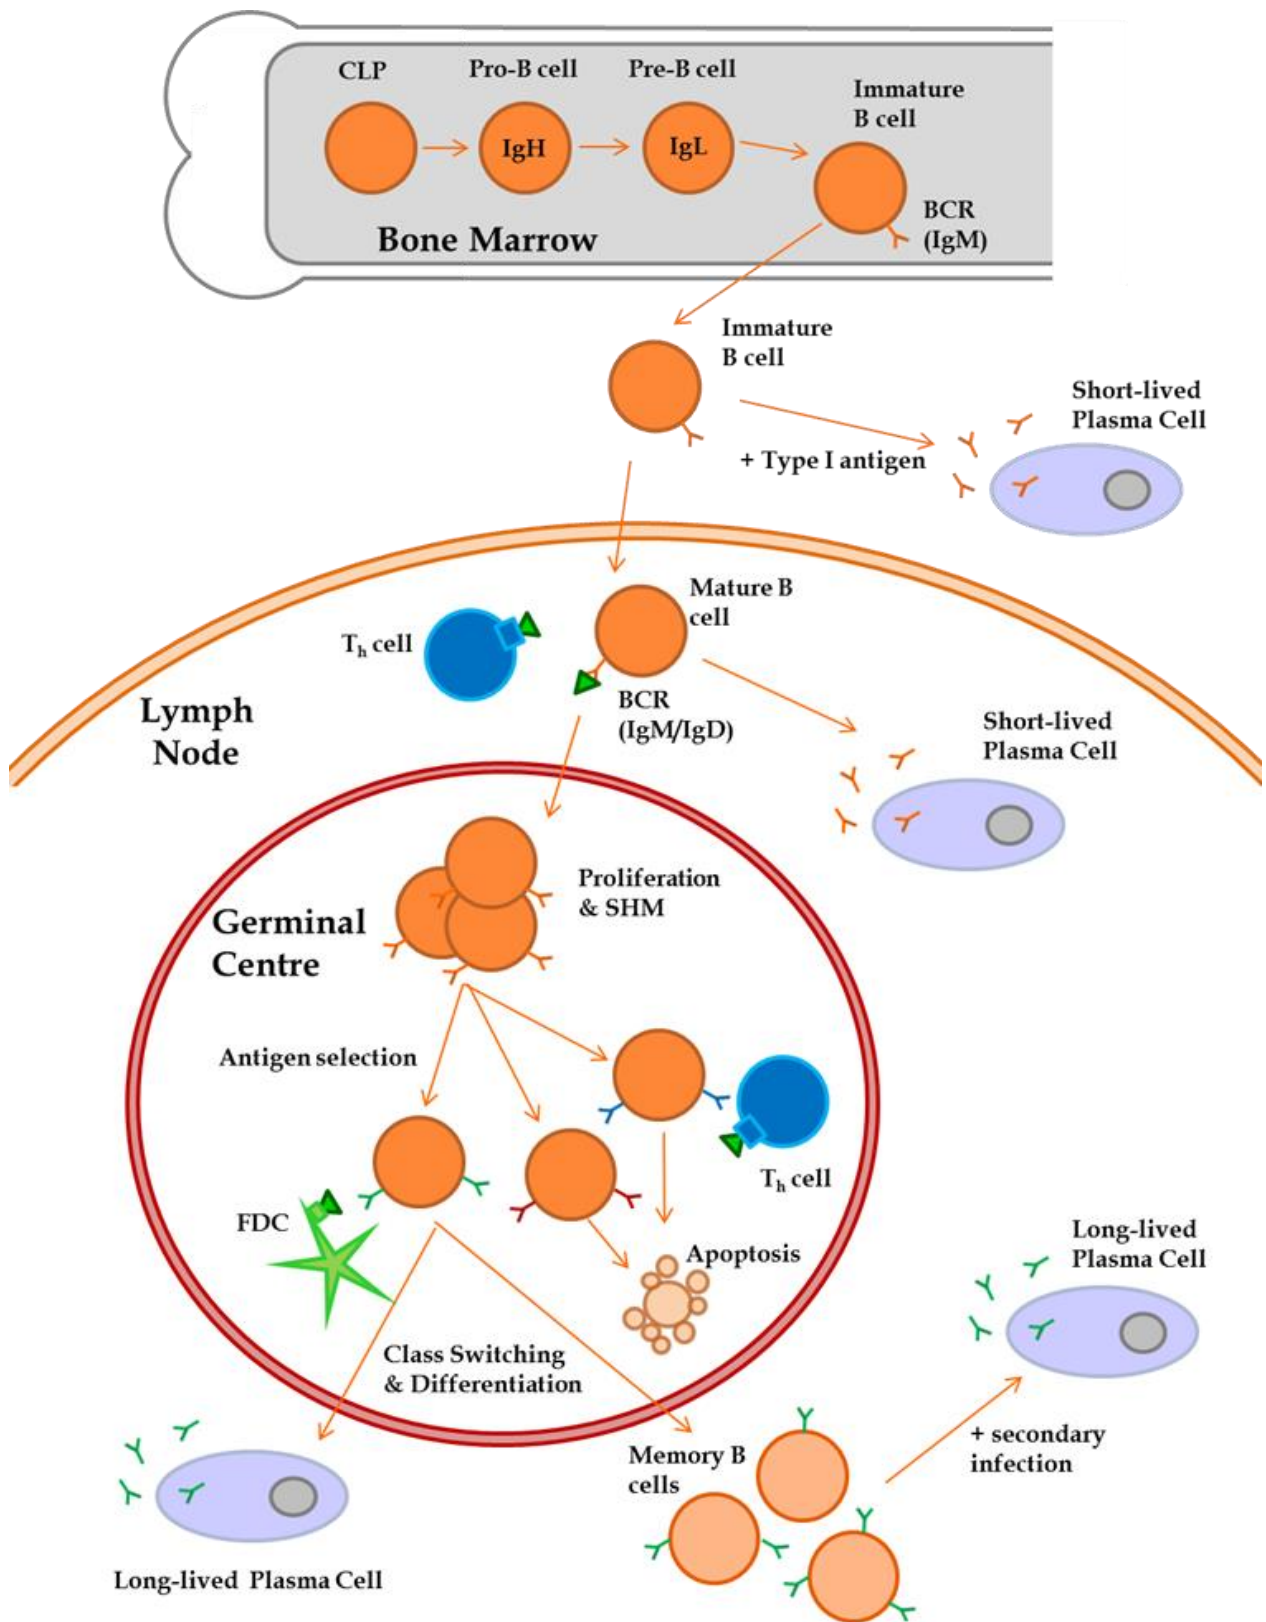 CLP
Pro-B cell
Pre-B cell
Immature
B cell
IgH
IgL
BCR
(IgM)
Bone Marrow
Immature
B cell
Short-lived
Plasma Cell
+ Type I antigen
Mature B
cell
Th cell
BCR
(IgM/IgD)
Lymph
Node
Short-lived
Plasma Cell
Proliferation
& SHM
Germinal
Centre
Antigen selection
Th cell
FDC
Apoptosis
Long-lived
Plasma Cell
Class Switching
& Differentiation
+ secondary
infection
Memory B
cells
Long-lived Plasma Cell